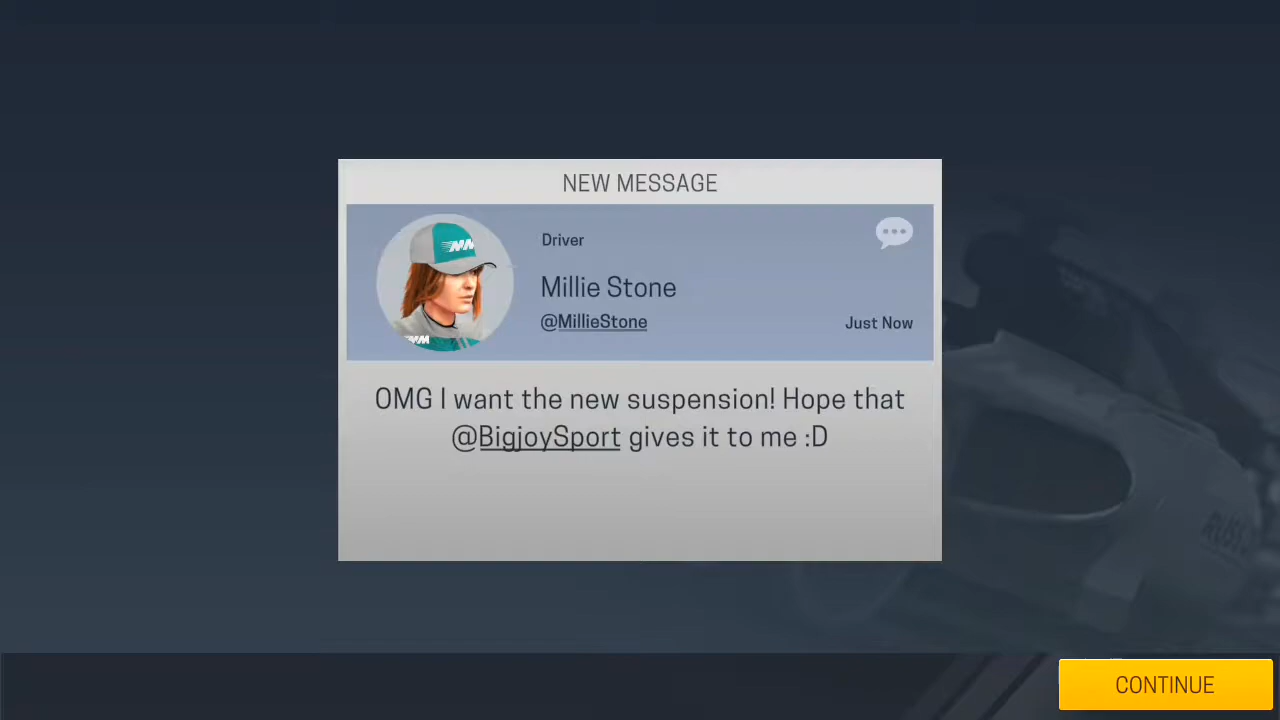 NEW MESSAGE
Driver
Millie Stone
@MillieStone
Just Now
OMG I want the new suspension! Hope that
@BigjoySport gives it to me :D
CONTINUE